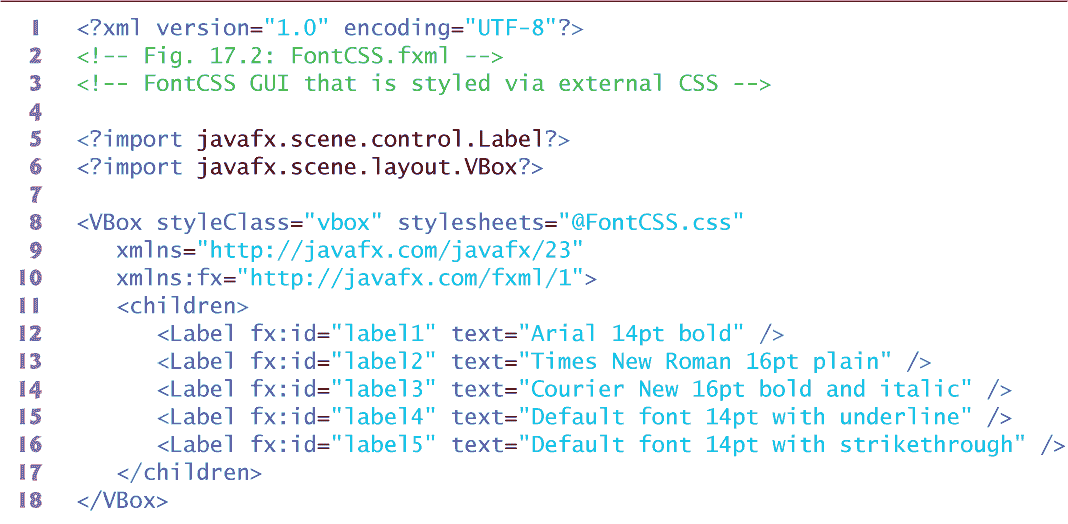 1 <?xml version="1.0" encoding="UTF-8"?>
2 <!-- Fig. 17.2: FontCSS.fxml -->
3 <!-- FontCSS GUI that is styled via external CSS -->
4
5 <?import javafx.scene.control.Label?>
6 <?import javafx.scene.layout.VBox?>
7
8 <VBox styleClass="vbox" stylesheets="@FontCSS.css"
9    xmlns="http://javafx.com/javafx/23"
10    xmlns:fx="http://javafx.com/fxml/1">
11    <children>
12       <Label fx:id="label1" text="Arial 14pt bold" />
13       <Label fx:id="label2" text="Times New Roman 16pt plain" />
14       <Label fx:id="label3" text="Courier New 16pt bold and italic" />
15       <Label fx:id="label4" text="Default font 14pt with underline" />
16       <Label fx:id="label5" text="Default font 14pt with strikethrough" />
17    </children>
18 </VBox>